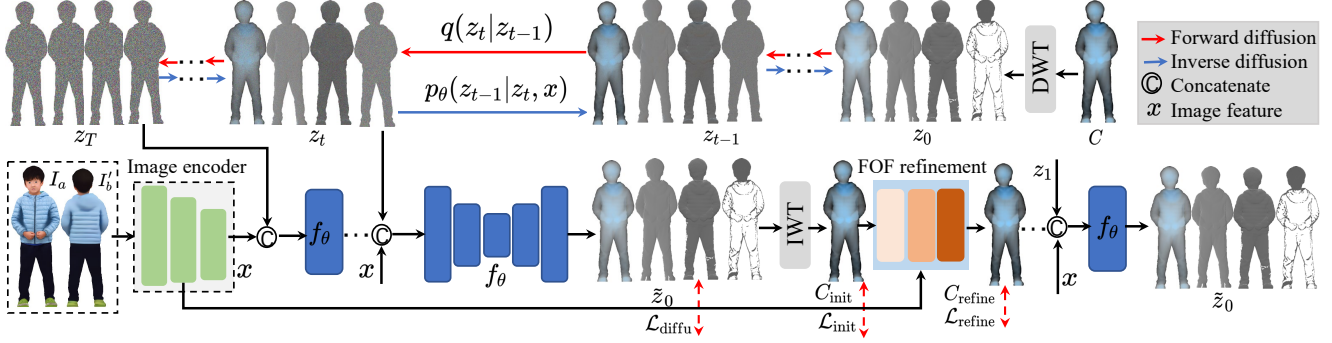 q(z_t|z_{t-1})
p_θ(z_{t-1}|z_t, x)
z_T
z_t
z_{t-1}
z_0
DWT
C
Forward diffusion
Inverse diffusion
Ⓒ Concatenate
x Image feature
I_a
I'_b
Image encoder
x
Ⓒ
f_θ
Ⓒ
x
f_θ
z̃_0
ℒ_diffu
IWT
C_init
ℒ_init
FOF refinement
C_refine
ℒ_refine
z_1
Ⓒ
x
f_θ
z̃_0